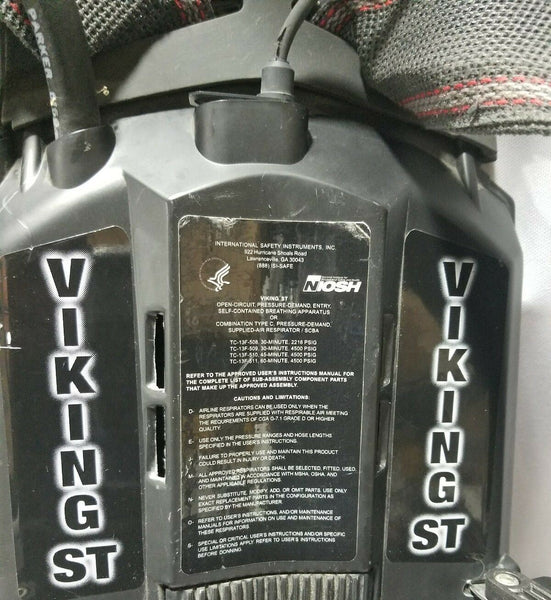 PARKER
VIKING ST
INTERNATIONAL SAFETY INSTRUMENTS, INC.
922 Hurricane Shoals Road
Lawrenceville, GA 30043
(888) ISI-SAFE
NIOSH
VIKING ST
OPEN-CIRCUIT, PRESSURE-DEMAND, ENTRY,
SELF-CONTAINED BREATHING APPARATUS
OR
COMBINATION TYPE C, PRESSURE-DEMAND,
SUPPLIED-AIR RESPIRATOR / SCBA
TC-13F-508, 30-MINUTE, 2216 PSIG
TC-13F-509, 30-MINUTE, 4500 PSIG
TC-13F-510, 45-MINUTE, 4500 PSIG
TC-13F-511, 60-MINUTE, 4500 PSIG
REFER TO THE APPROVED USER'S INSTRUCTIONS MANUAL FOR
THE COMPLETE LIST OF SUB-ASSEMBLY COMPONENT PARTS
THAT MAKE UP THE APPROVED ASSEMBLY.
CAUTIONS AND LIMITATIONS:
D- AIRLINE RESPIRATORS CAN BE USED ONLY WHEN THE
RESPIRATORS ARE SUPPLIED WITH RESPIRABLE AIR MEETING
THE REQUIREMENTS OF CGA G-7.1 GRADE D OR HIGHER
QUALITY.
E- USE ONLY THE PRESSURE RANGES AND HOSE LENGTHS
SPECIFIED IN THE USER'S INSTRUCTIONS.
J- FAILURE TO PROPERLY USE AND MAINTAIN THIS PRODUCT
COULD RESULT IN INJURY OR DEATH.
M- ALL APPROVED RESPIRATORS SHALL BE SELECTED, FITTED, USED,
AND MAINTAINED IN ACCORDANCE WITH MSHA, OSHA, AND
OTHER APPLICABLE REGULATIONS.
N- NEVER SUBSTITUTE, MODIFY, ADD, OR OMIT PARTS. USE ONLY
EXACT REPLACEMENT PARTS IN THE CONFIGURATION AS
SPECIFIED BY THE MANUFACTURER.
O- REFER TO USER'S INSTRUCTIONS, AND/OR MAINTENANCE
MANUALS FOR INFORMATION ON USE AND MAINTENANCE OF
THESE RESPIRATORS.
S- SPECIAL OR CRITICAL USER'S INSTRUCTIONS AND/OR SPECIFIC
USE LIMITATIONS APPLY. REFER TO USER'S INSTRUCTIONS
BEFORE DONNING.
VIKING ST